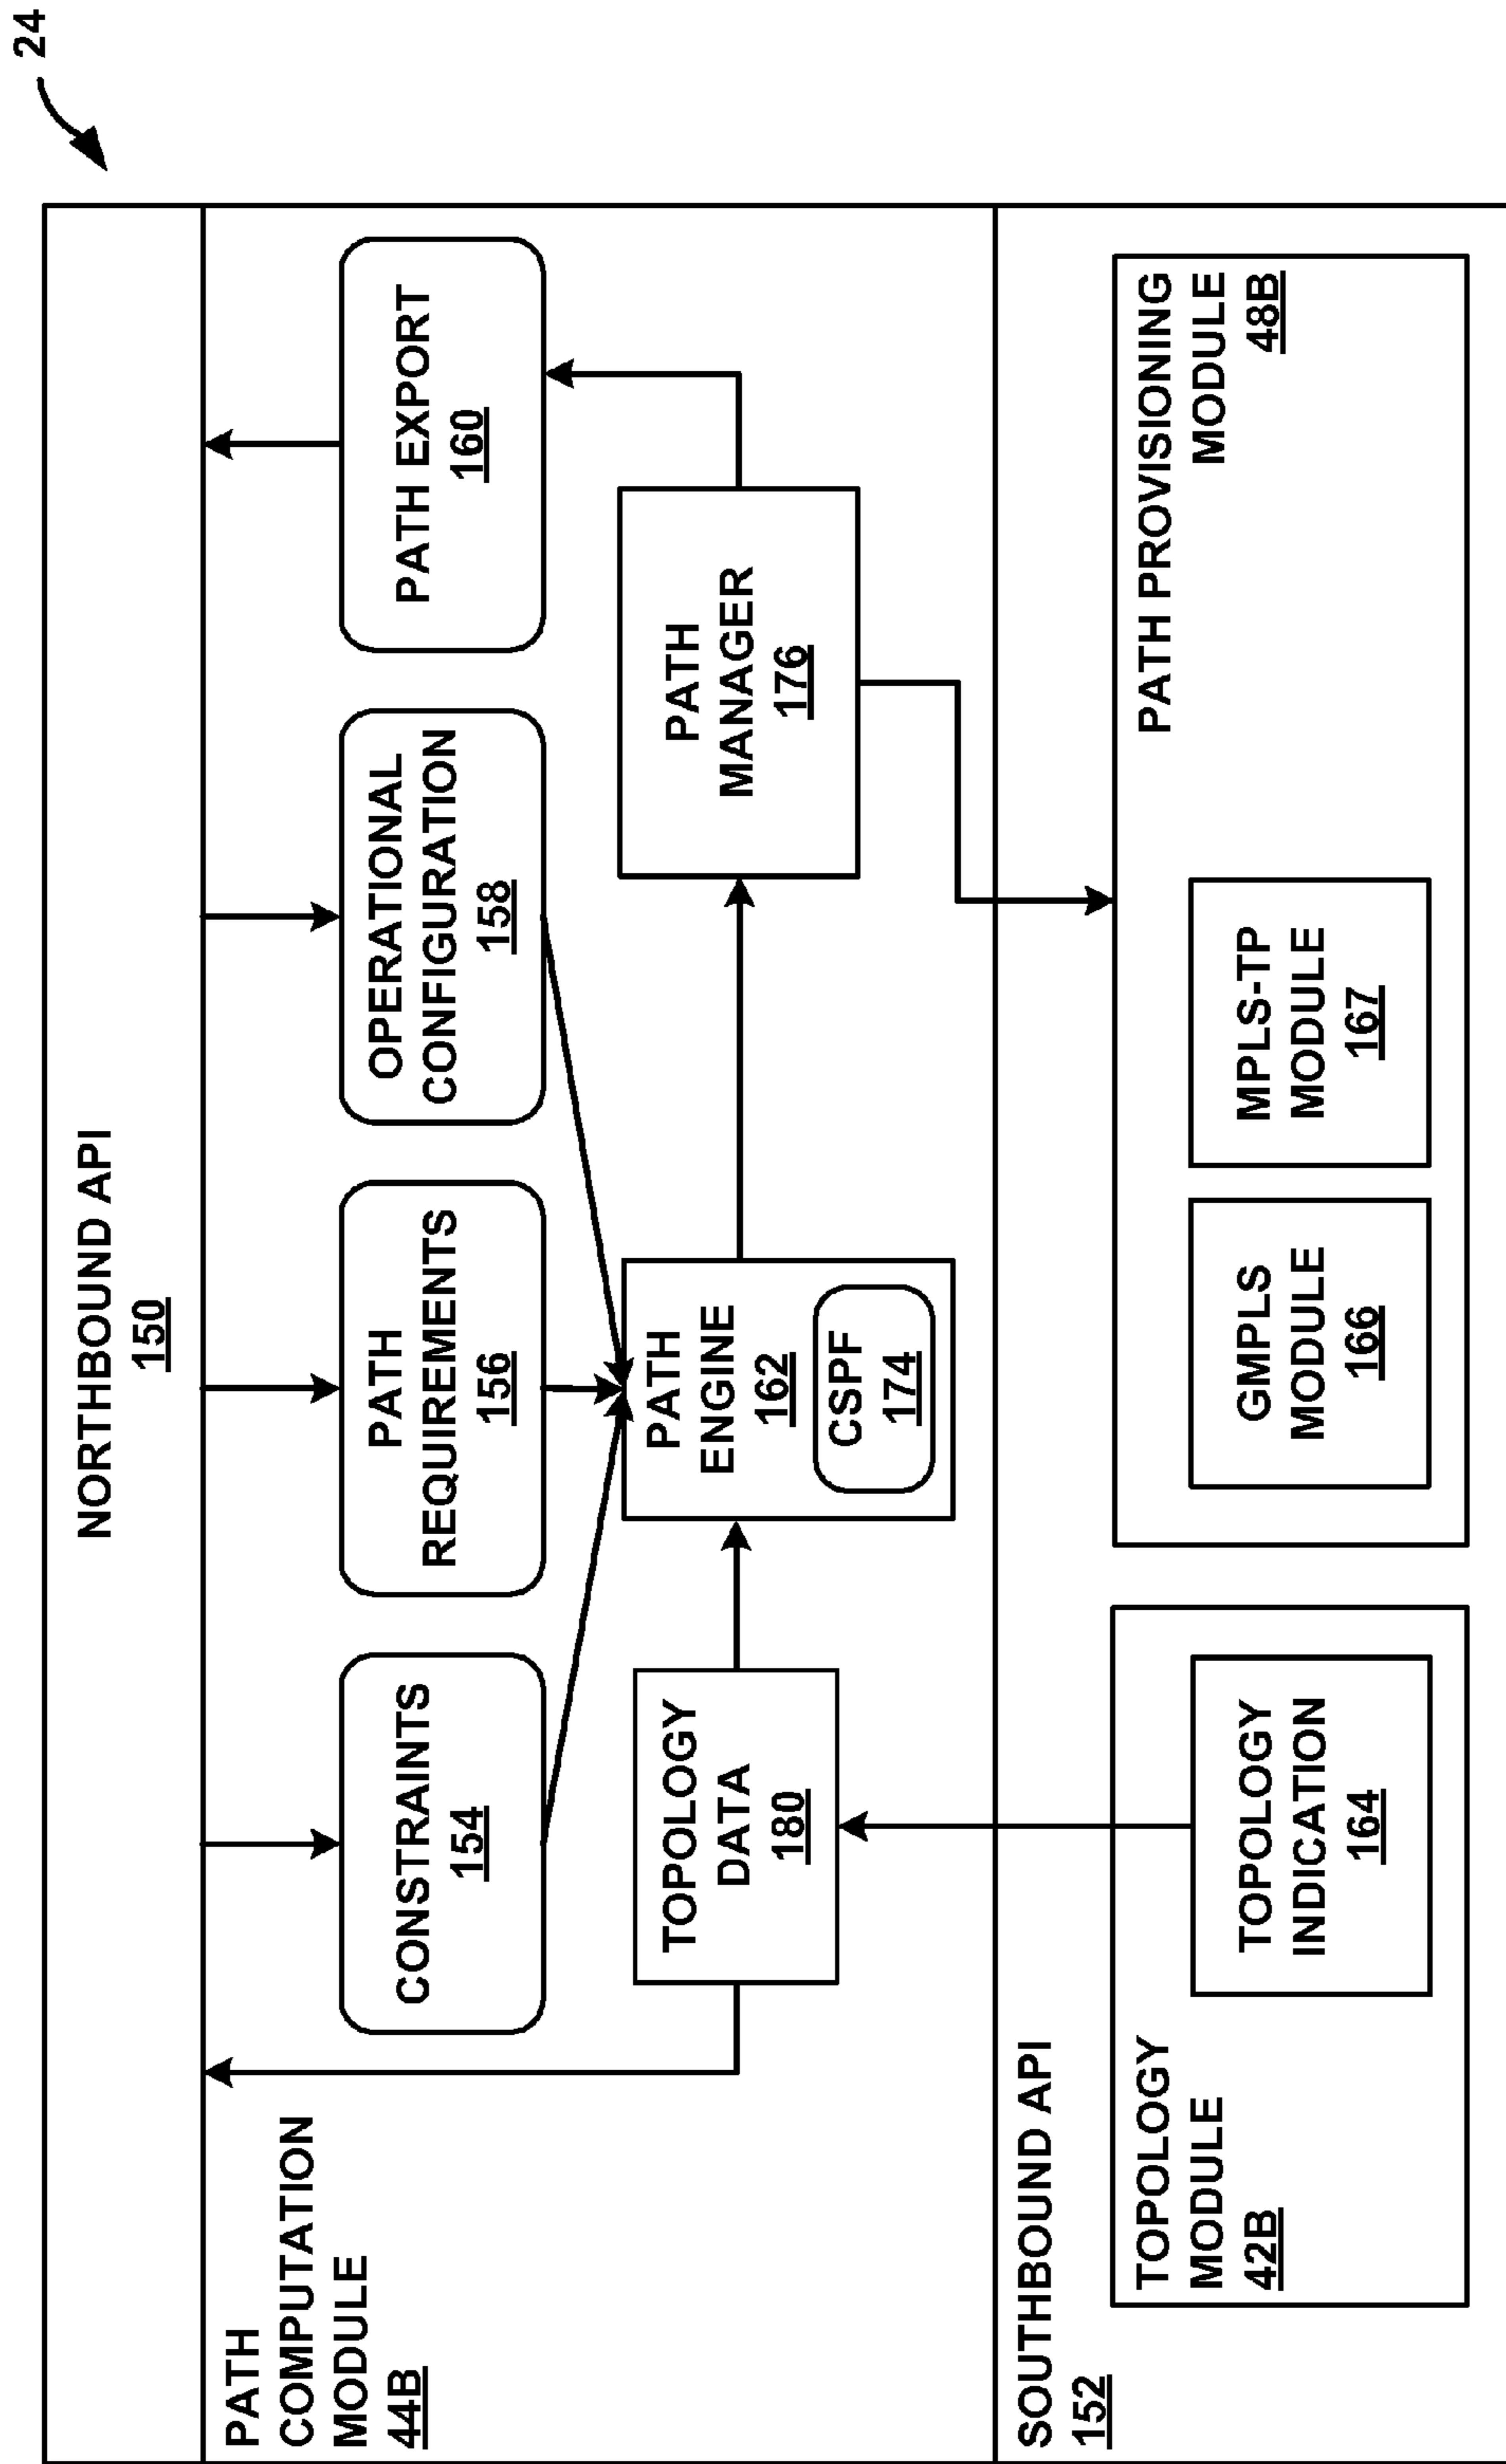 24
NORTHBOUND API
150
PATH
COMPUTATION
MODULE
44B
CONSTRAINTS
154
PATH
REQUIREMENTS
156
OPERATIONAL
CONFIGURATION
158
PATH EXPORT
160
TOPOLOGY
DATA
180
PATH
ENGINE
162
CSPF
174
PATH
MANAGER
176
SOUTHBOUND API
152
TOPOLOGY
MODULE
42B
TOPOLOGY
INDICATION
164
GMPLS
MODULE
166
MPLS-TP
MODULE
167
PATH PROVISIONING
MODULE
48B